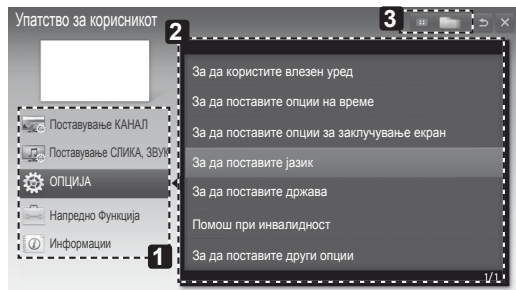 Упатство за корисникот
3
2
Поставување КАНАЛ
Поставување СЛИКА, ЗВУК
ОПЦИЈА
Напредно Функција
Информации
1
За да користите влезен уред
За да поставите опции на време
За да поставите опции за заклучување екран
За да поставите јазик
За да поставите држава
Помош при инвалидност
За да поставите други опции
1/1